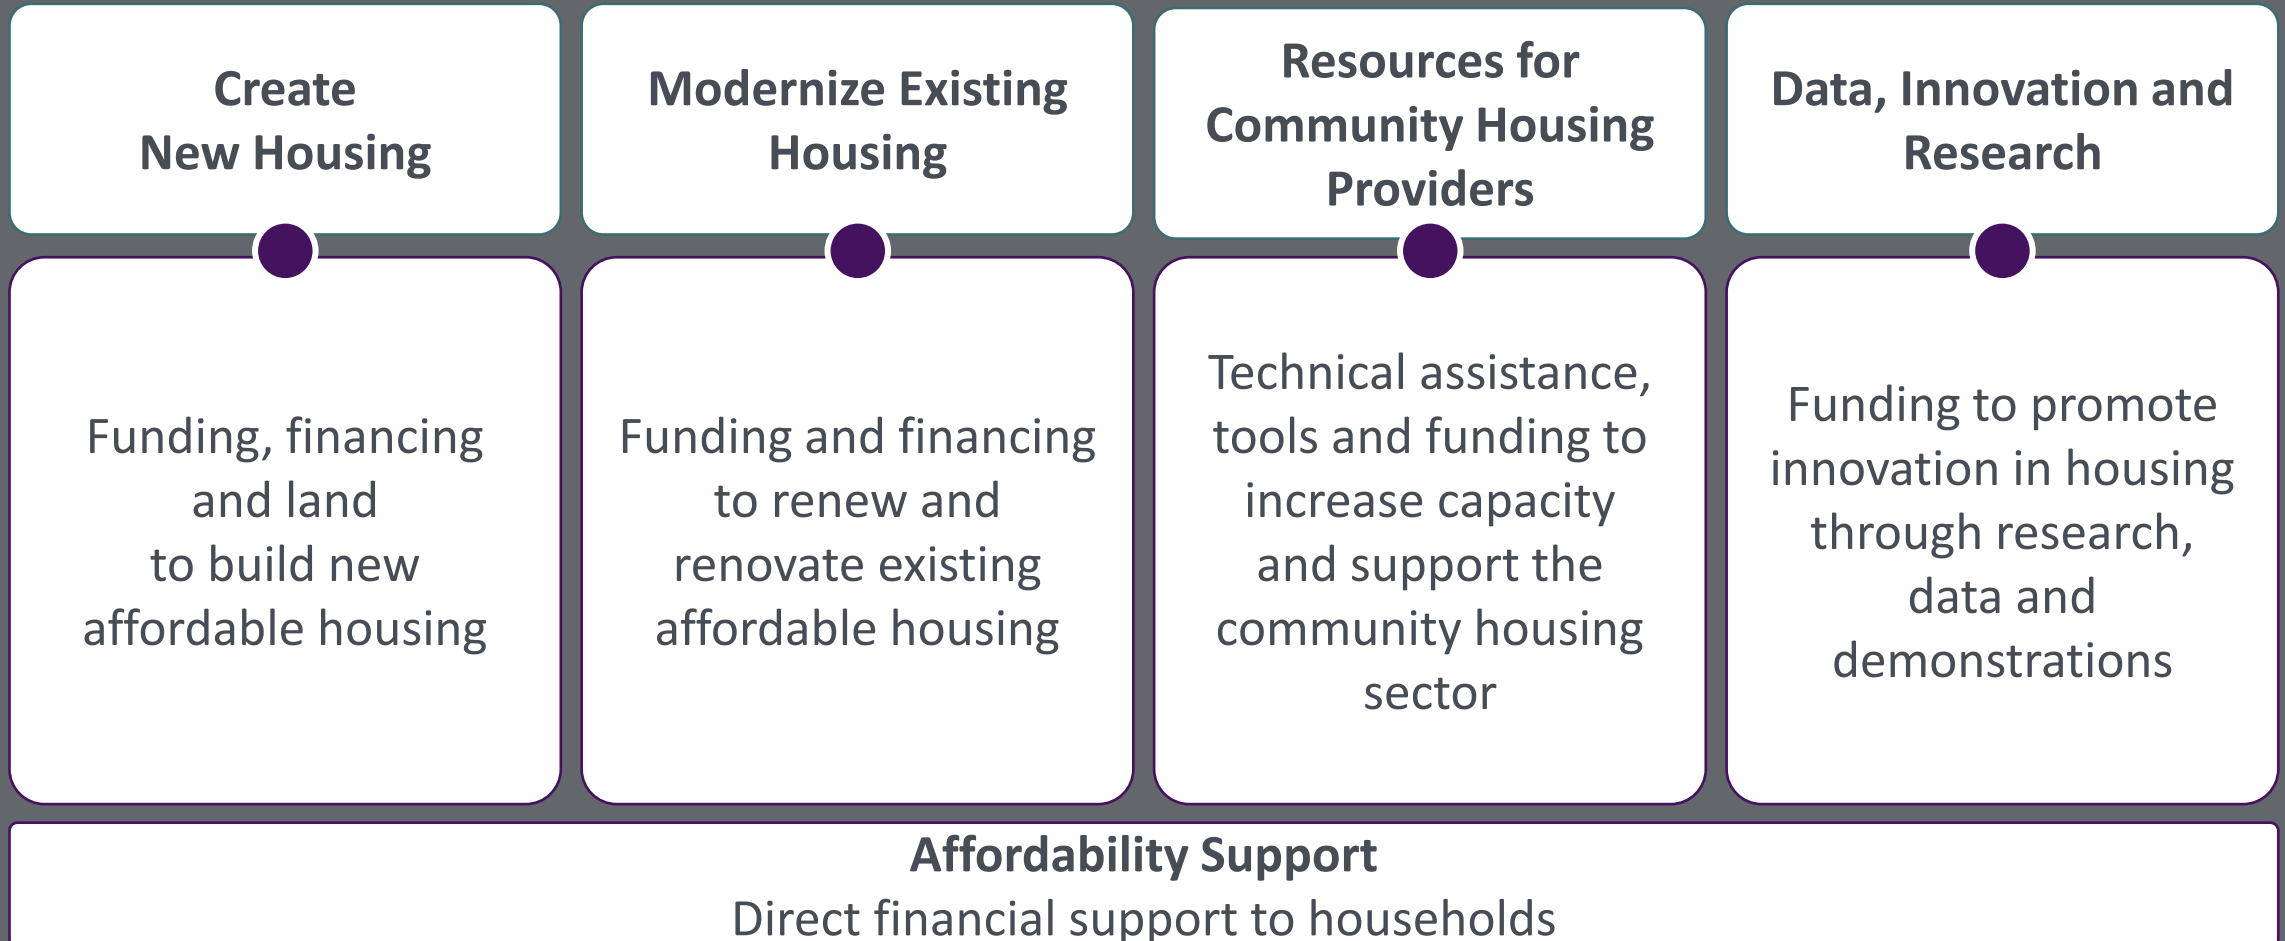 Create
New Housing
Modernize Existing
Housing
Resources for
Community Housing
Providers
Data, Innovation and
Research
Funding, financing
and land
to build new
affordable housing
Funding and financing
to renew and
renovate existing
affordable housing
Technical assistance,
tools and funding to
increase capacity
and support the
community housing
sector
Funding to promote
innovation in housing
through research,
data and
demonstrations
Affordability Support
Direct financial support to households